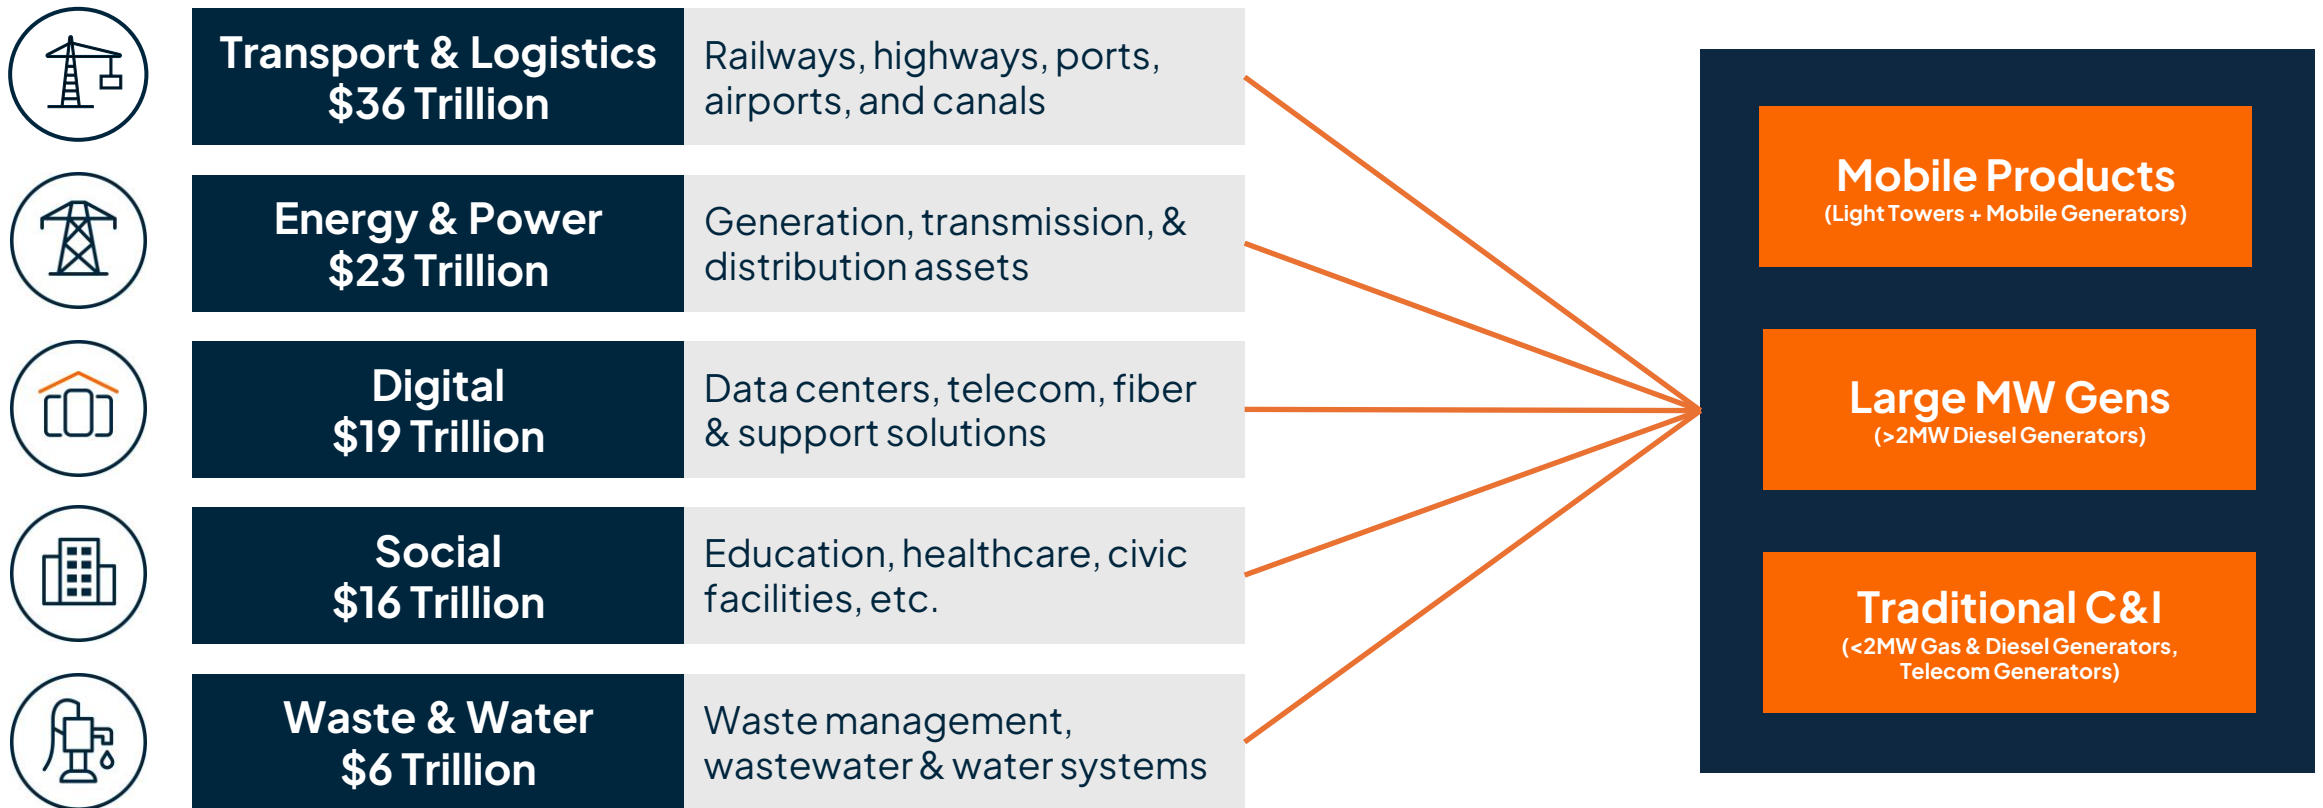 Transport & Logistics
$36 Trillion
Railways, highways, ports,
airports, and canals
Energy & Power
$23 Trillion
Generation, transmission, &
distribution assets
Digital
$19 Trillion
Data centers, telecom, fiber
& support solutions
Social
$16 Trillion
Education, healthcare, civic
facilities, etc.
Waste & Water
$6 Trillion
Waste management,
wastewater & water systems
Mobile Products
(Light Towers + Mobile Generators)
Large MW Gens
(>2MW Diesel Generators)
Traditional C&I
(<2MW Gas & Diesel Generators,
Telecom Generators)